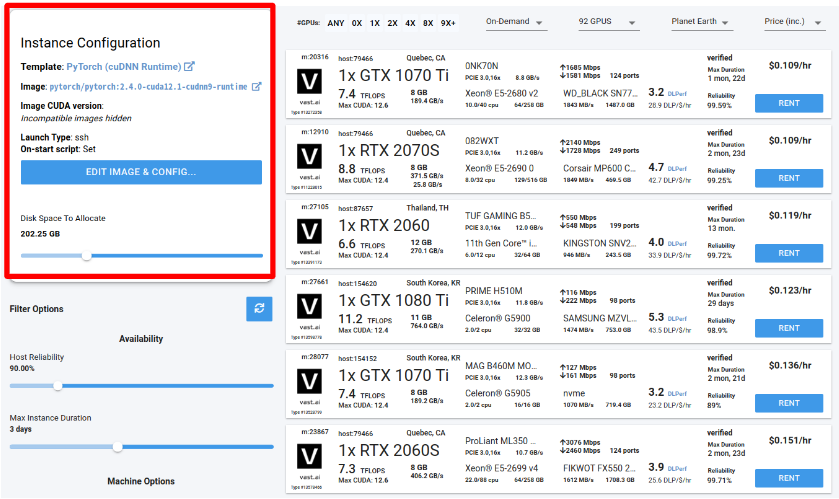 #GPUs: ANY 0X 1X 2X 4X 8X 9X+ On-Demand 92 GPUS Planet Earth Price (inc.)
Instance Configuration
Template: PyTorch (cuDNN Runtime)
Image: pytorch/pytorch:2.4.0-cuda12.1-cudnn9-runtime
Image CUDA version:
Incompatible images hidden
Launch Type: ssh
On-start script: Set
EDIT IMAGE & CONFIG...
Disk Space To Allocate
202.25 GB
Filter Options
Availability
Host Reliability
90.00%
Max Instance Duration
3 days
Machine Options
m:20316 host:79466 Quebec, CA
V
vast.ai
1x GTX 1070 Ti
7.4 TFLOPS 8 GB
Max CUDA: 12.4 189.4 GB/s
0NK70N
PCIE 3.0,16x 8.8 GB/s
Xeon® E5-2680 v2
10.0/40 cpu 64/258 GB
↑1685 Mbps
↓1581 Mbps 124 ports
WD_BLACK SN77...
1843 MB/s 1487.0 GB
3.2 DLPerf
28.9 DLP/$/hr
verified
Max Duration
1 mon, 22d
Reliability
99.59%
$0.109/hr
RENT
m:12910 host:79466 Quebec, CA
V
vast.ai
1x RTX 2070S
8.8 TFLOPS 8 GB
371.5 GB/s
Max CUDA: 12.4 25.8 GB/s
082WXT
PCIE 3.0,16x 11.2 GB/s
Xeon® E5-2690 0
8.0/32 cpu 129/516 GB
↑2140 Mbps
↓1728 Mbps 249 ports
Corsair MP600 C...
1849 MB/s 469.5 GB
4.7 DLPerf
42.7 DLP/$/hr
verified
Max Duration
2 mon, 23d
Reliability
99.25%
$0.109/hr
RENT
m:27105 host:87657 Thailand, TH
V
vast.ai
1x RTX 2060
6.6 TFLOPS 12 GB
Max CUDA: 12.4 270.1 GB/s
TUF GAMING B5...
PCIE 3.0,16x 12.0 GB/s
11th Gen Core™ i...
6.0/12 cpu 32/64 GB
↑550 Mbps
↓548 Mbps 199 ports
KINGSTON SNV2...
946 MB/s 243.5 GB
4.0 DLPerf
33.9 DLP/$/hr
verified
Max Duration
13 mon.
Reliability
99.72%
$0.119/hr
RENT
m:27661 host:154620 South Korea, KR
V
vast.ai
1x GTX 1080 Ti
11.2 TFLOPS 11 GB
Max CUDA: 12.4 764.0 GB/s
PRIME H510M
PCIE 3.0,16x 11.8 GB/s
Celeron® G5900
2.0/2 cpu 32/32 GB
↑116 Mbps
↓222 Mbps 98 ports
SAMSUNG MZVL...
1474 MB/s 753.0 GB
5.3 DLPerf
43.5 DLP/$/hr
verified
Max Duration
29 days
Reliability
98.9%
$0.123/hr
RENT
m:28077 host:154152 South Korea, KR
V
vast.ai
1x GTX 1070 Ti
7.4 TFLOPS 8 GB
Max CUDA: 12.4 189.2 GB/s
MAG B460M MO...
PCIE 3.0,16x 12.3 GB/s
Celeron® G5905
2.0/2 cpu 16/16 GB
↑127 Mbps
↓161 Mbps 98 ports
nvme
1070 MB/s 719.4 GB
3.2 DLPerf
23.2 DLP/$/hr
verified
Max Duration
2 mon, 21d
Reliability
89%
$0.136/hr
RENT
m:23867 host:79466 Quebec, CA
V
vast.ai
1x RTX 2060S
7.3 TFLOPS 8 GB
Max CUDA: 12.4 406.2 GB/s
ProLiant ML350 ...
PCIE 3.0,16x 10.7 GB/s
Xeon® E5-2699 v4
22.0/88 cpu 64/258 GB
↑3076 Mbps
↓2460 Mbps 124 ports
FIKWOT FX550 2...
1612 MB/s 1708.3 GB
3.9 DLPerf
25.6 DLP/$/hr
verified
Max Duration
2 mon, 23d
Reliability
99.71%
$0.151/hr
RENT